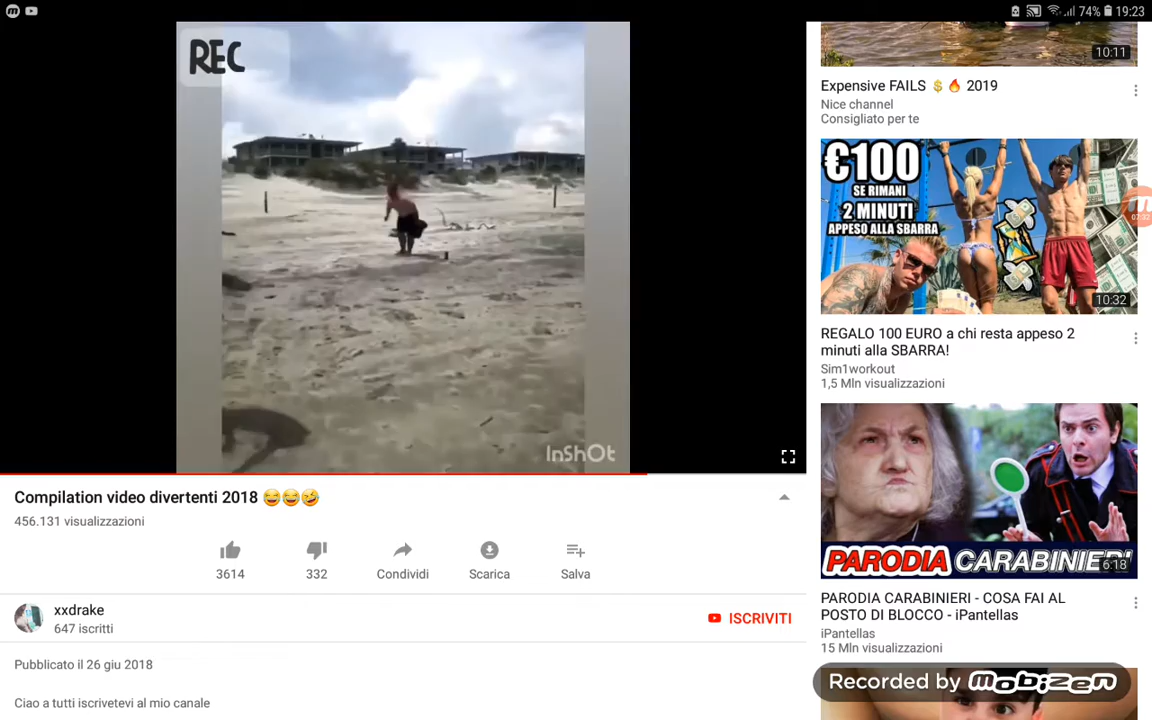 74% 19:23
REC
InShOt
Compilation video divertenti 2018 😂😂🤣
456.131 visualizzazioni
3614
332
Condividi
Scarica
Salva
xxdrake
647 iscritti
ISCRIVITI
Pubblicato il 26 giu 2018
Ciao a tutti iscrivetevi al mio canale
10:11
Expensive FAILS 💲🔥 2019
Nice channel
Consigliato per te
€100
SE RIMANI
2 MINUTI
APPESO ALLA SBARRA
10:32
07:32
REGALO 100 EURO a chi resta appeso 2
minuti alla SBARRA!
Sim1workout
1,5 Mln visualizzazioni
PARODIA CARABINIERI
6:18
PARODIA CARABINIERI - COSA FAI AL
POSTO DI BLOCCO - iPantellas
iPantellas
15 Mln visualizzazioni
Recorded by mobizen